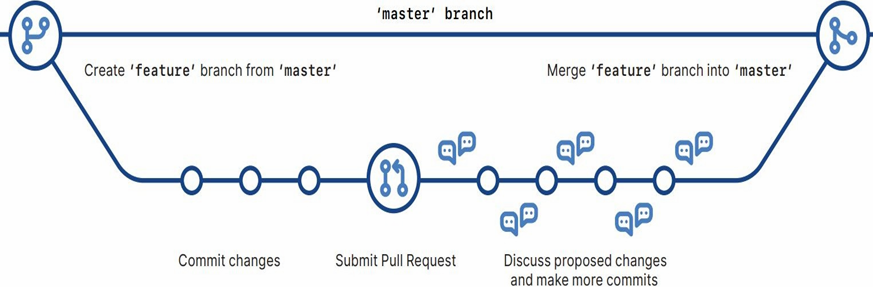 ‘master’ branch
Create ‘feature’ branch from ‘master’
Merge ‘feature’ branch into ‘master’
Commit changes
Submit Pull Request
Discuss proposed changes
and make more commits